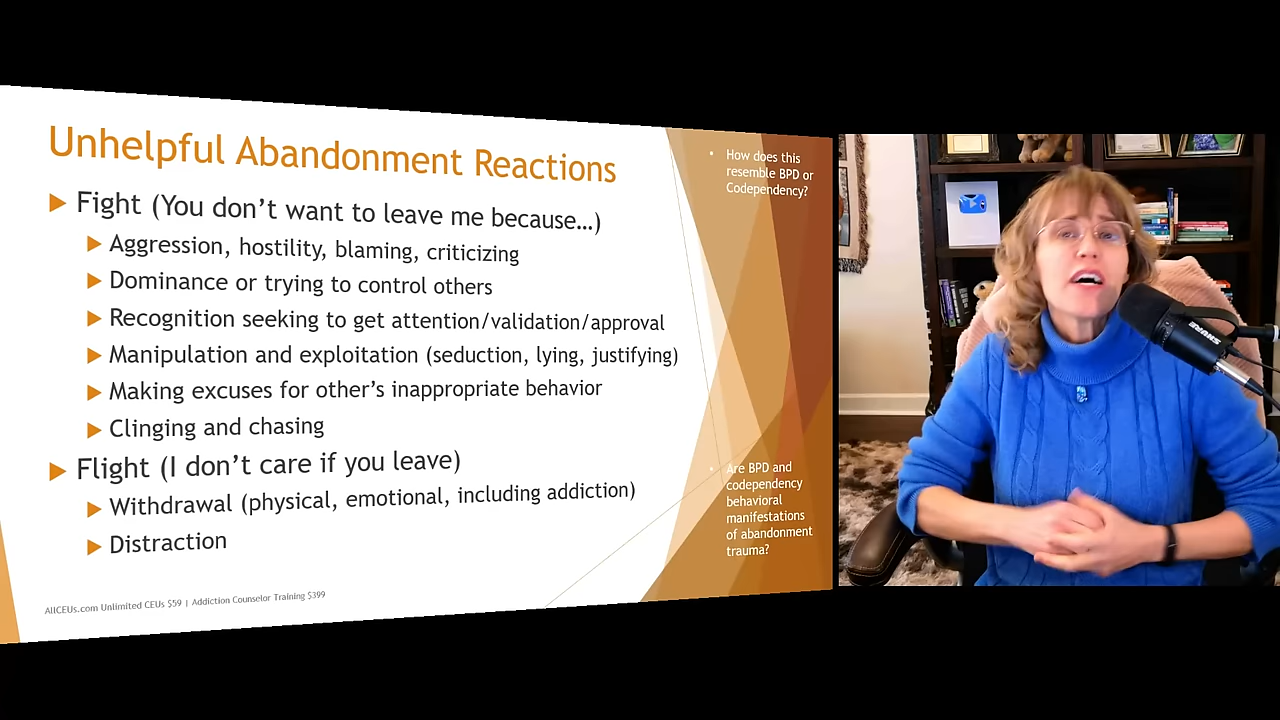 Unhelpful Abandonment Reactions
Fight (You don't want to leave me because…)
Aggression, hostility, blaming, criticizing
Dominance or trying to control others
Recognition seeking to get attention/validation/approval
Manipulation and exploitation (seduction, lying, justifying)
Making excuses for other's inappropriate behavior
Clinging and chasing
Flight (I don't care if you leave)
Withdrawal (physical, emotional, including addiction)
Distraction
AllCEUs.com Unlimited CEUs $59 | Addiction Counselor Training $399
• How does this
resemble BPD or
Codependency?
• Are BPD and
codependency
behavioral
manifestations
of abandonment
trauma?
SHURE